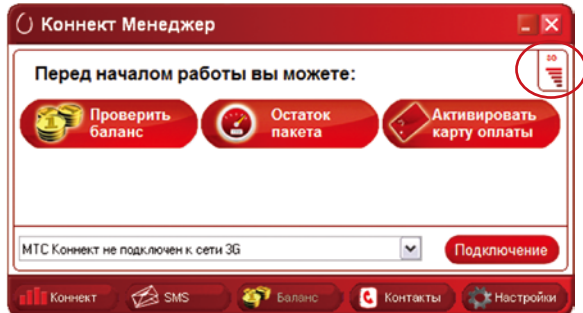 Коннект Менеджер
Перед началом работы вы можете:
Проверить
баланс
Остаток
пакета
Активировать
карту оплаты
МТС Коннект не подключен к сети 3G
Подключение
Коннект
SMS
Баланс
Контакты
Настройки